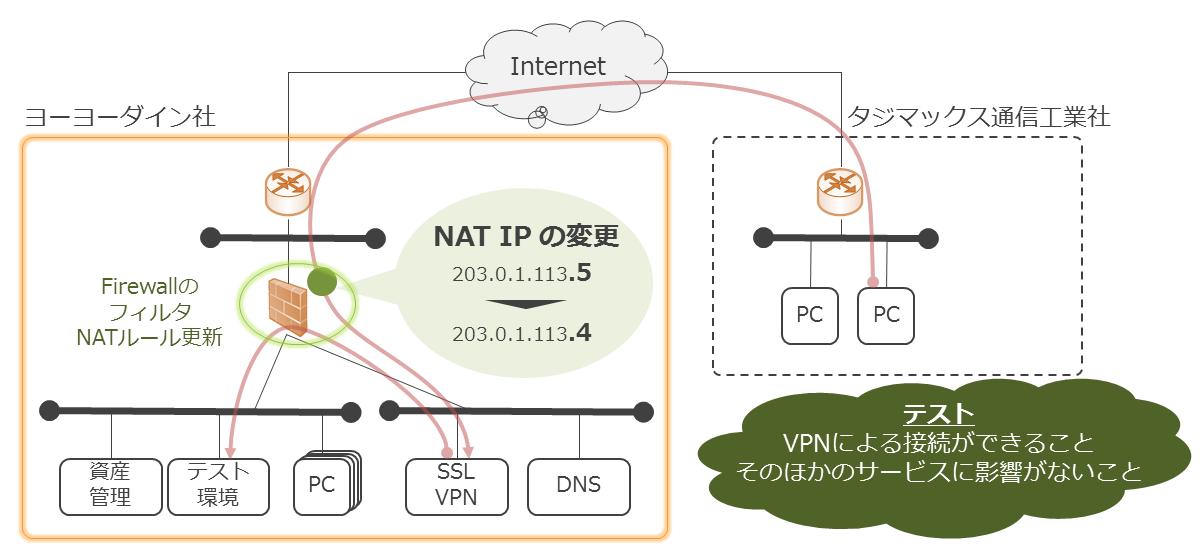 Internet
ヨーヨーダイン社
タジマックス通信工業社
NAT IP の変更
203.0.1.113.5
203.0.1.113.4
Firewallの
フィルタ
NATルール更新
PC
PC
資産
管理
テスト
環境
PC
SSL
VPN
DNS
テスト
VPNによる接続ができること
そのほかのサービスに影響がないこと